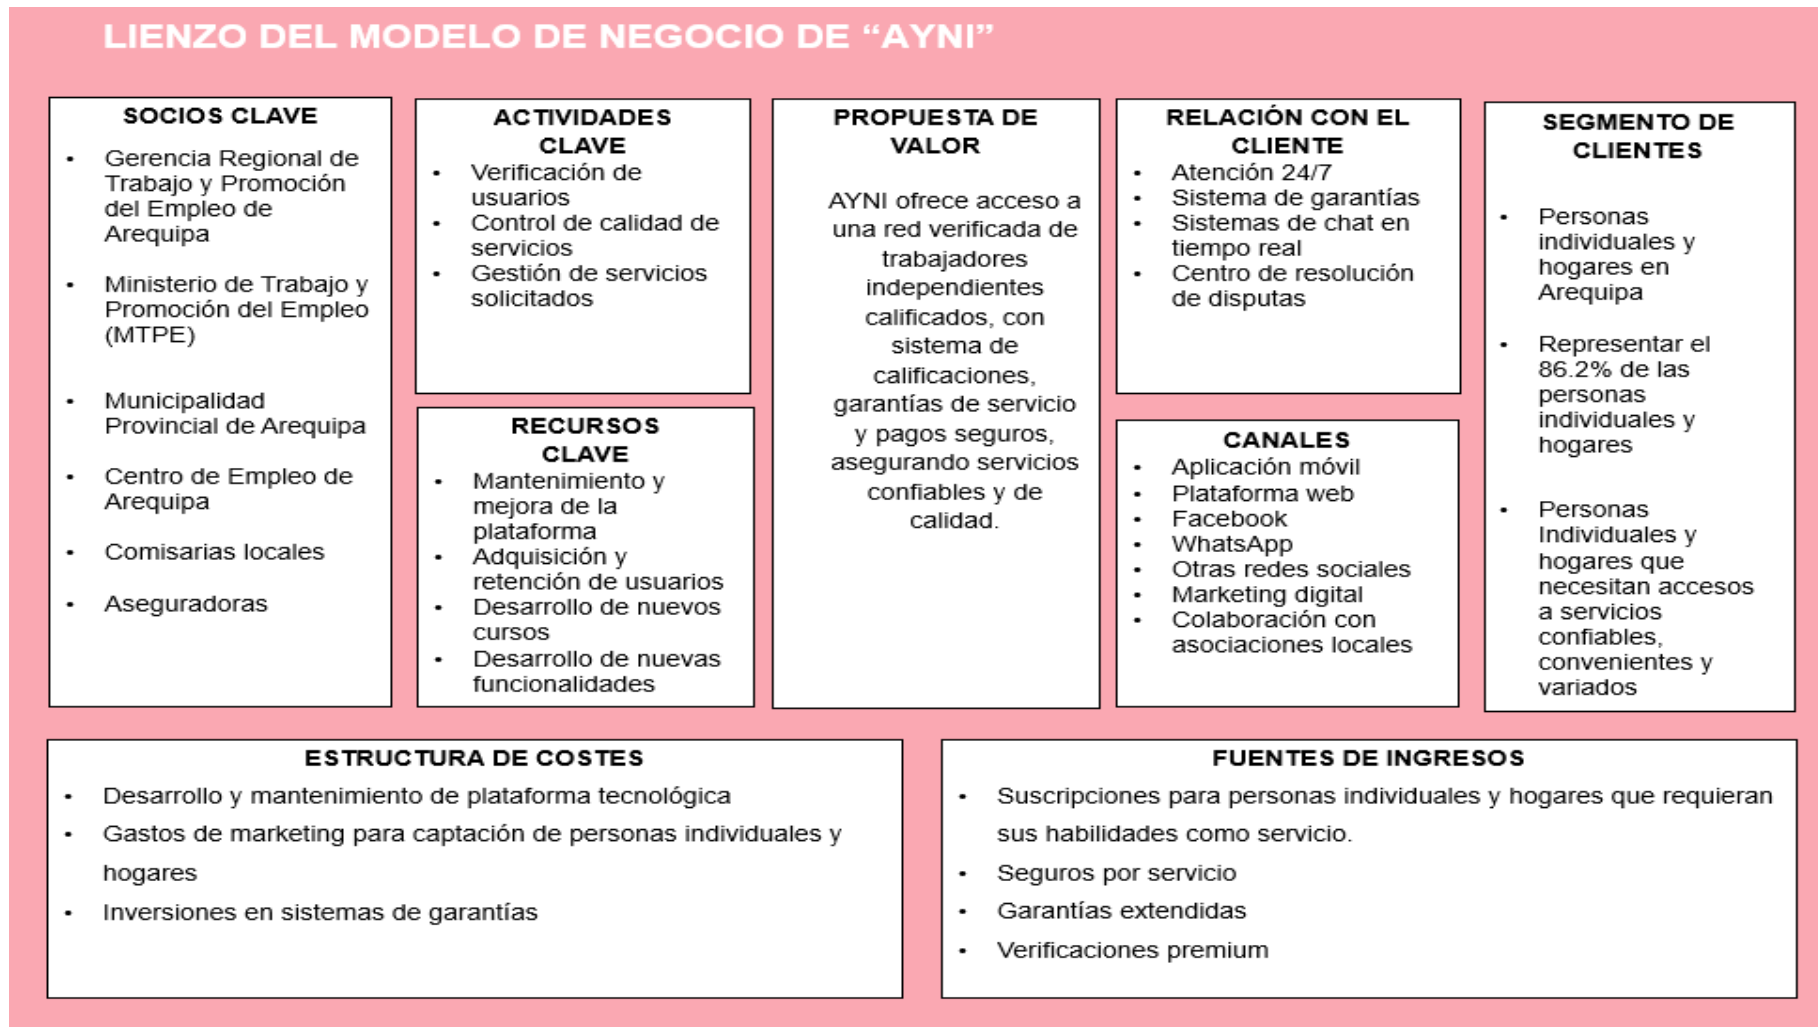 LIENZO DEL MODELO DE NEGOCIO DE “AYNI”
SOCIOS CLAVE
• Gerencia Regional de
Trabajo y Promoción
del Empleo de
Arequipa
• Ministerio de Trabajo y
Promoción del Empleo
(MTPE)
• Municipalidad
Provincial de Arequipa
• Centro de Empleo de
Arequipa
• Comisarias locales
• Aseguradoras
ACTIVIDADES
CLAVE
• Verificación de
usuarios
• Control de calidad de
servicios
• Gestión de servicios
solicitados
RECURSOS
CLAVE
• Mantenimiento y
mejora de la
plataforma
• Adquisición y
retención de usuarios
• Desarrollo de nuevos
cursos
• Desarrollo de nuevas
funcionalidades
PROPUESTA DE
VALOR
AYNI ofrece acceso a
una red verificada de
trabajadores
independientes
calificados, con
sistema de
calificaciones,
garantías de servicio
y pagos seguros,
asegurando servicios
confiables y de
calidad.
RELACIÓN CON EL
CLIENTE
• Atención 24/7
• Sistema de garantías
• Sistemas de chat en
tiempo real
• Centro de resolución
de disputas
CANALES
• Aplicación móvil
• Plataforma web
• Facebook
• WhatsApp
• Otras redes sociales
• Marketing digital
• Colaboración con
asociaciones locales
SEGMENTO DE
CLIENTES
• Personas
individuales y
hogares en
Arequipa
• Representar el
86.2% de las
personas
individuales y
hogares
• Personas
Individuales y
hogares que
necesitan accesos
a servicios
confiables,
convenientes y
variados
ESTRUCTURA DE COSTES
• Desarrollo y mantenimiento de plataforma tecnológica
• Gastos de marketing para captación de personas individuales y
hogares
• Inversiones en sistemas de garantías
FUENTES DE INGRESOS
• Suscripciones para personas individuales y hogares que requieran
sus habilidades como servicio.
• Seguros por servicio
• Garantías extendidas
• Verificaciones premium